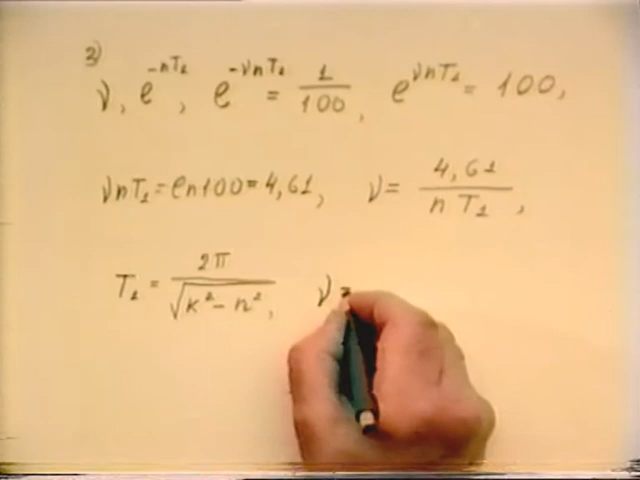 3)
ν, e^{-nT₁}, e^{-νnT₁} = 1/100, e^{νnT₁} = 100,
νnT₁ = ln100 = 4,61, ν = 4,61/(nT₁),
T₁ = 2π/√(k² - n²), ν =